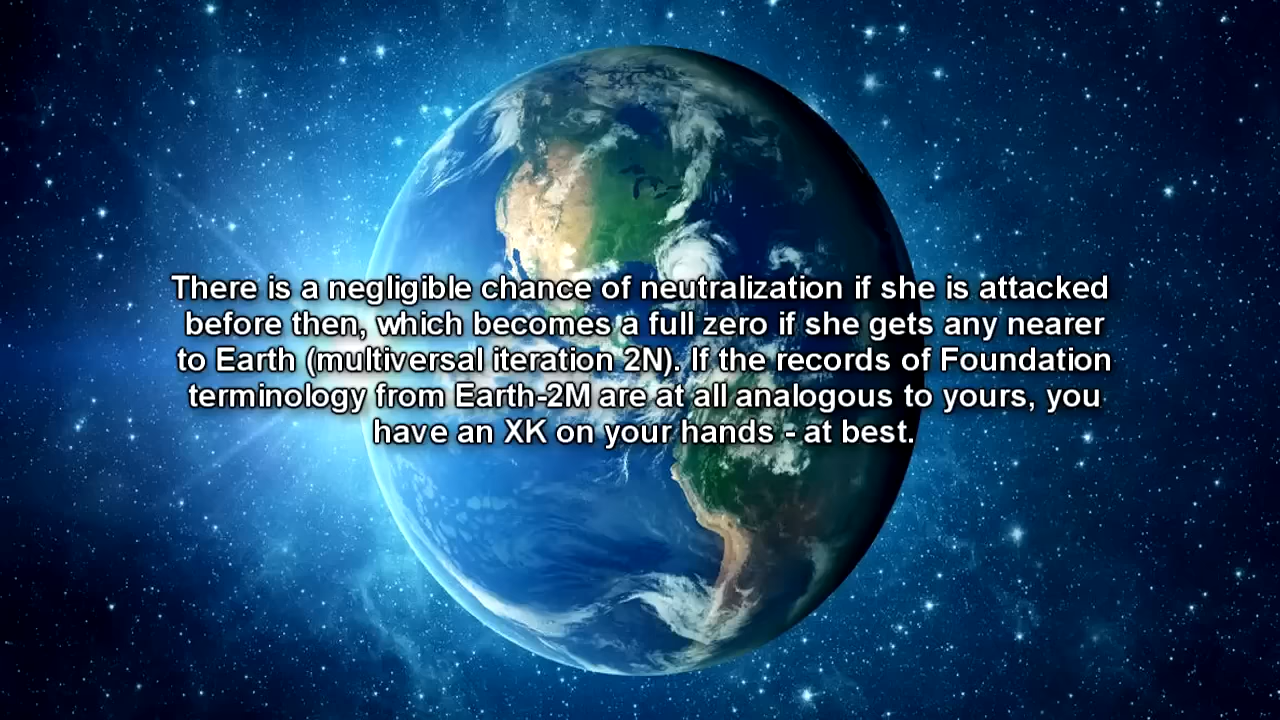 There is a negligible chance of neutralization if she is attacked
before then, which becomes a full zero if she gets any nearer
to Earth (multiversal iteration 2N). If the records of Foundation
terminology from Earth-2M are at all analogous to yours, you
have an XK on your hands - at best.